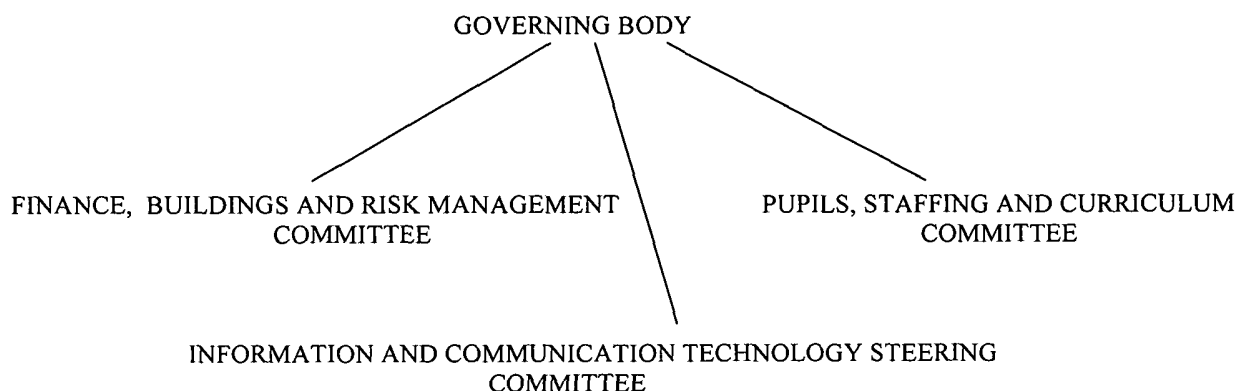 GOVERNING BODY
FINANCE, BUILDINGS AND RISK MANAGEMENT
COMMITTEE
PUPILS, STAFFING AND CURRICULUM
COMMITTEE
INFORMATION AND COMMUNICATION TECHNOLOGY STEERING
COMMITTEE